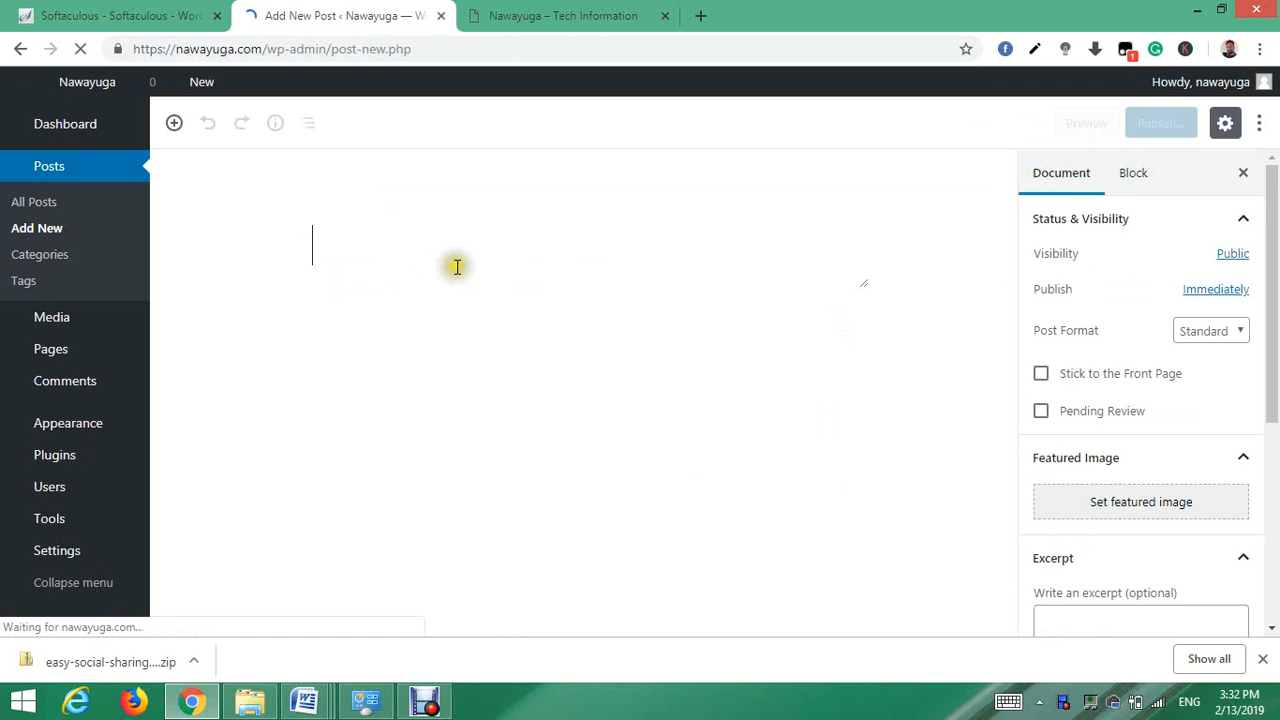 Softaculous - Softaculous - Wor
Add New Post ‹ Nawayuga — W
Nawayuga – Tech Information
https://nawayuga.com/wp-admin/post-new.php
1
Nawayuga
0
New
Howdy, nawayuga
Dashboard
Posts
All Posts
Add New
Categories
Tags
Media
Pages
Comments
Appearance
Plugins
Users
Tools
Settings
Collapse menu
Preview
Publish...
Document
Block
Status & Visibility
Visibility
Public
Publish
Immediately
Post Format
Standard
Stick to the Front Page
Pending Review
Featured Image
Set featured image
Excerpt
Write an excerpt (optional)
Waiting for nawayuga.com...
easy-social-sharing....zip
Show all
ENG
3:32 PM
2/13/2019